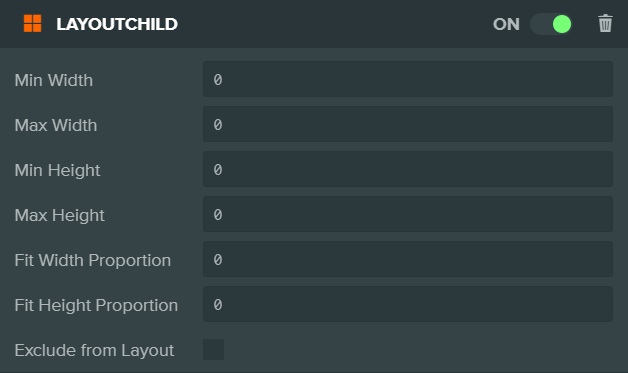 LAYOUTCHILD ON
Min Width 0
Max Width 0
Min Height 0
Max Height 0
Fit Width Proportion 0
Fit Height Proportion 0
Exclude from Layout